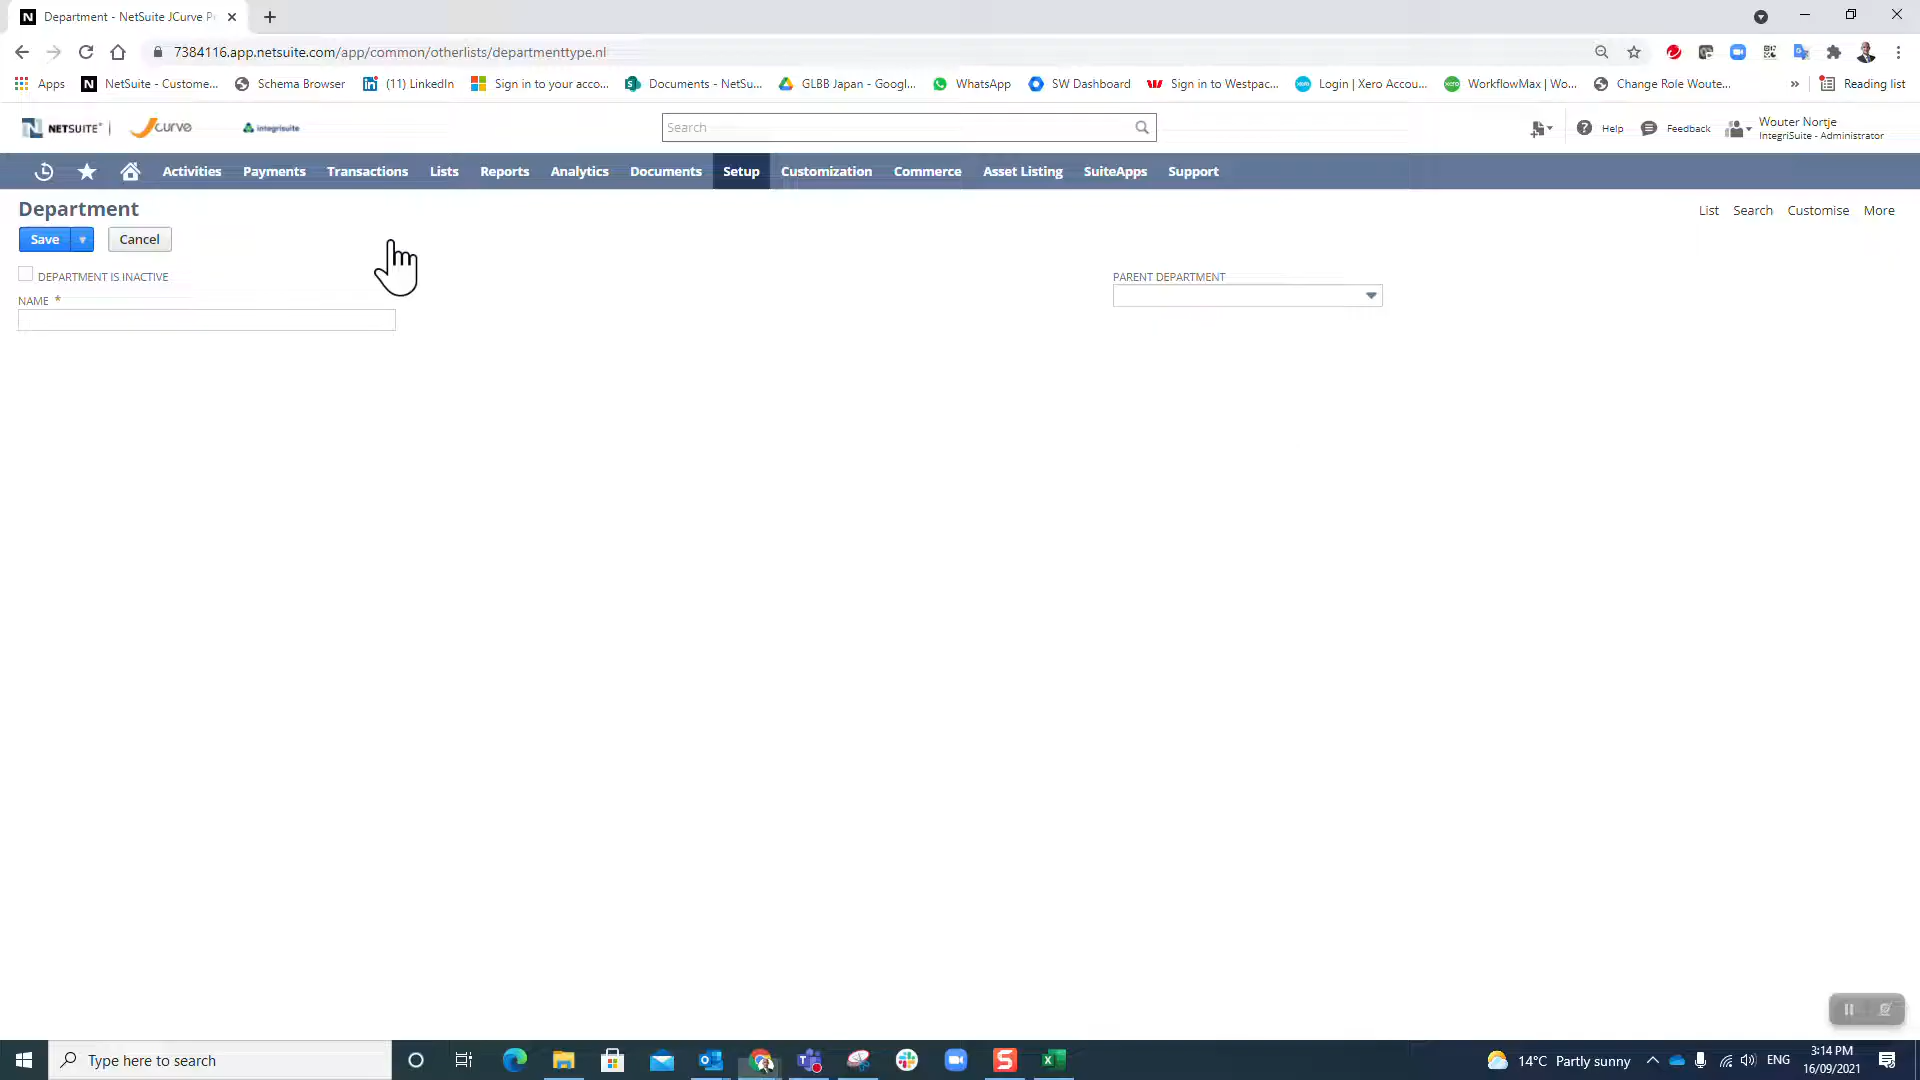 Department - NetSuite JCurve Pr
7384116.app.netsuite.com/app/common/otherlists/departmenttype.nl
Apps NetSuite - Custome... Schema Browser (11) LinkedIn Sign in to your acco... Documents - NetSu... GLBB Japan - Googl... WhatsApp SW Dashboard Sign in to Westpac... Login | Xero Accou... WorkflowMax | Wo... Change Role Woute... » Reading list
NETSUITE Jcurve integrisuite Search Help Feedback Wouter Nortje
IntegriSuite - Administrator
Activities Payments Transactions Lists Reports Analytics Documents Setup Customization Commerce Asset Listing SuiteApps Support
Department List Search Customise More
Save Cancel
DEPARTMENT IS INACTIVE PARENT DEPARTMENT
NAME *
Type here to search 14°C Partly sunny ENG 3:14 PM
16/09/2021